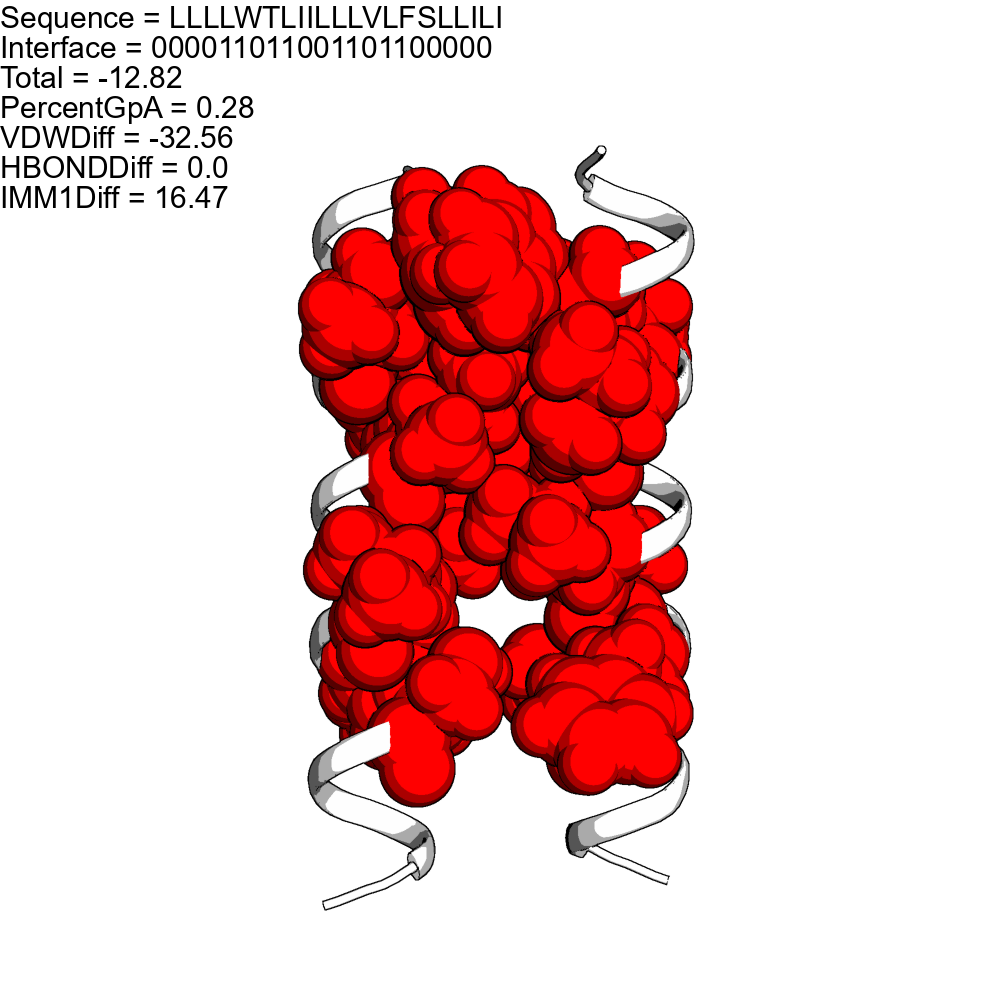 Sequence = LLLLWTLIILLLVLFSLLILI
Interface = 000011011001101100000
Total = -12.82
PercentGpA = 0.28
VDWDiff = -32.56
HBONDDiff = 0.0
IMM1Diff = 16.47